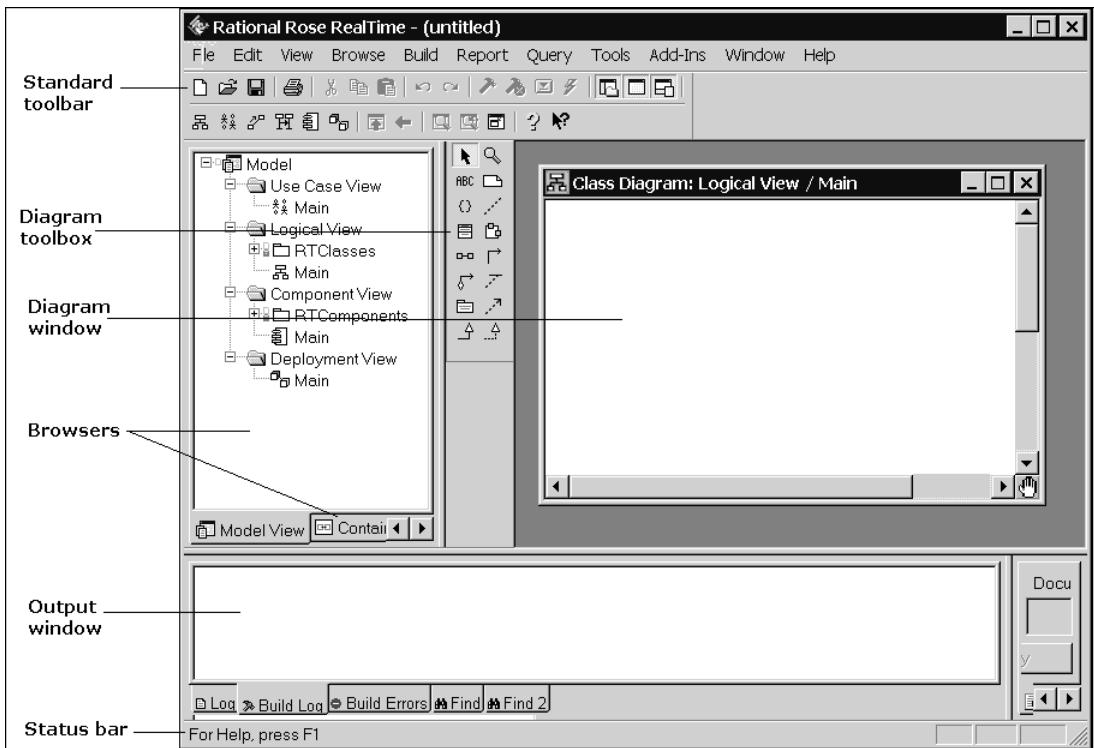 Rational Rose RealTime - (untitled)
File Edit View Browse Build Report Query Tools Add-Ins Window Help
Standard toolbar
Model
Use Case View
Main
Diagram toolbox
ABC
Logical View
RTClasses
Main
Component View
Diagram window
RTComponents
Main
Deployment View
Main
Class Diagram: Logical View / Main
Browsers
Model View Contai
Output window
Docu
y
Log Build Log Build Errors Find Find 2
Status bar
For Help, press F1